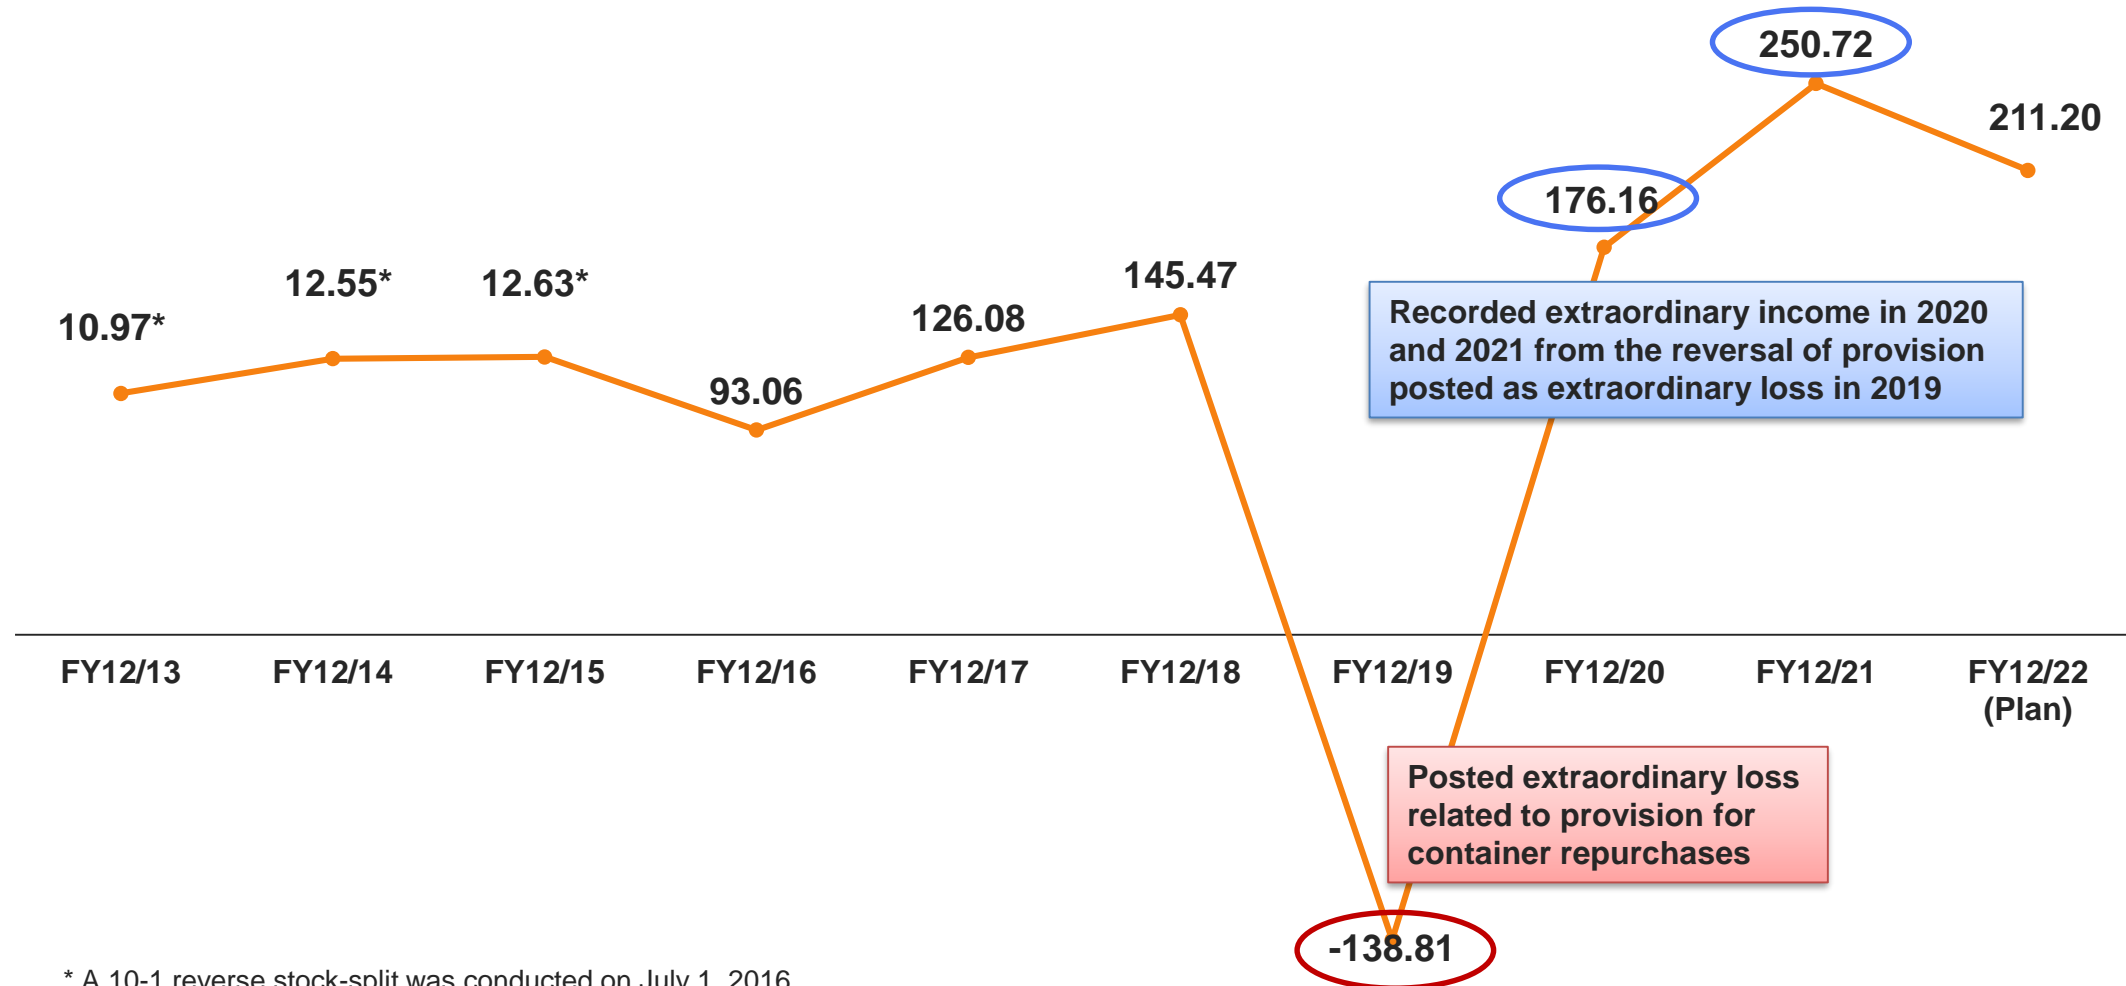 250.72
211.20
176.16
10.97*
12.55*
12.63*
93.06
126.08
145.47
Recorded extraordinary income in 2020
and 2021 from the reversal of provision
posted as extraordinary loss in 2019
FY12/13
FY12/14
FY12/15
FY12/16
FY12/17
FY12/18
FY12/19
FY12/20
FY12/21
FY12/22
(Plan)
Posted extraordinary loss
related to provision for
container repurchases
-138.81
* A 10-1 reverse stock-split was conducted on July 1, 2016